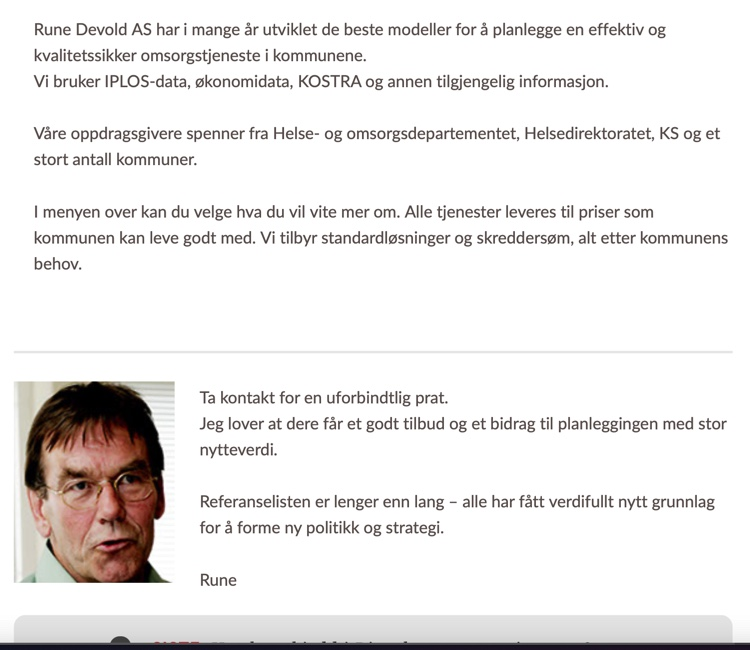 Rune Devold AS har i mange år utviklet de beste modeller for å planlegge en effektiv og
kvalitetssikker omsorgstjeneste i kommunene.
Vi bruker IPLOS-data, økonomidata, KOSTRA og annen tilgjengelig informasjon.
Våre oppdragsgivere spenner fra Helse- og omsorgsdepartementet, Helsedirektoratet, KS og et
stort antall kommuner.
I menyen over kan du velge hva du vil vite mer om. Alle tjenester leveres til priser som
kommunen kan leve godt med. Vi tilbyr standardløsninger og skreddersøm, alt etter kommunens
behov.
Ta kontakt for en uforbindtlig prat.
Jeg lover at dere får et godt tilbud og et bidrag til planleggingen med stor
nytteverdi.
Referanselisten er lenger enn lang – alle har fått verdifullt nytt grunnlag
for å forme ny politikk og strategi.
Rune